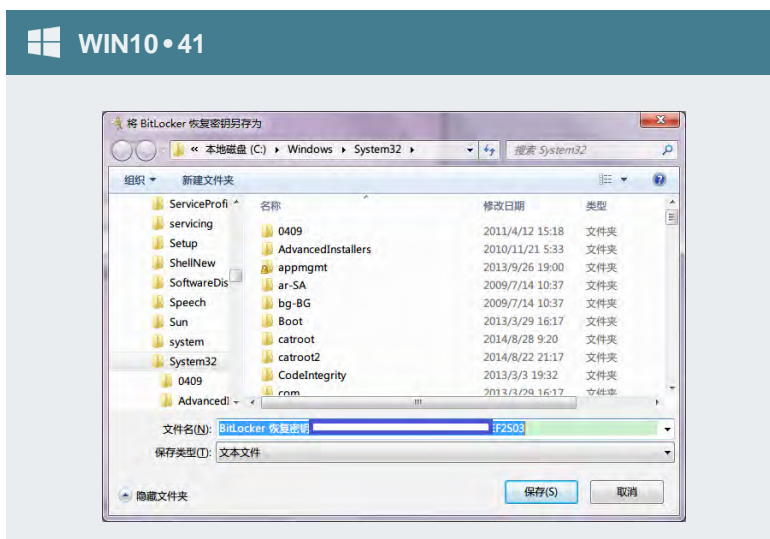 WIN10•41
将 BitLocker 恢复密钥另存为
« 本地磁盘 (C:) ▸ Windows ▸ System32 ▸
搜索 System32
组织 新建文件夹
ServiceProfi
servicing
Setup
ShellNew
SoftwareDis
Speech
Sun
system
System32
0409
Advanced
名称 修改日期 类型
0409 2011/4/12 15:18 文件夹
AdvancedInstallers 2010/11/21 5:33 文件夹
appmgmt 2013/9/26 19:00 文件夹
ar-SA 2009/7/14 10:37 文件夹
bg-BG 2009/7/14 10:37 文件夹
Boot 2013/3/29 16:17 文件夹
catroot 2014/8/28 9:20 文件夹
catroot2 2014/8/22 21:17 文件夹
CodeIntegrity 2013/3/3 19:32 文件夹
com 2013/3/29 16:17 文件夹
文件名(N): BitLocker 恢复密钥 EF2S03
保存类型(T): 文本文件
隐藏文件夹
保存(S) 取消